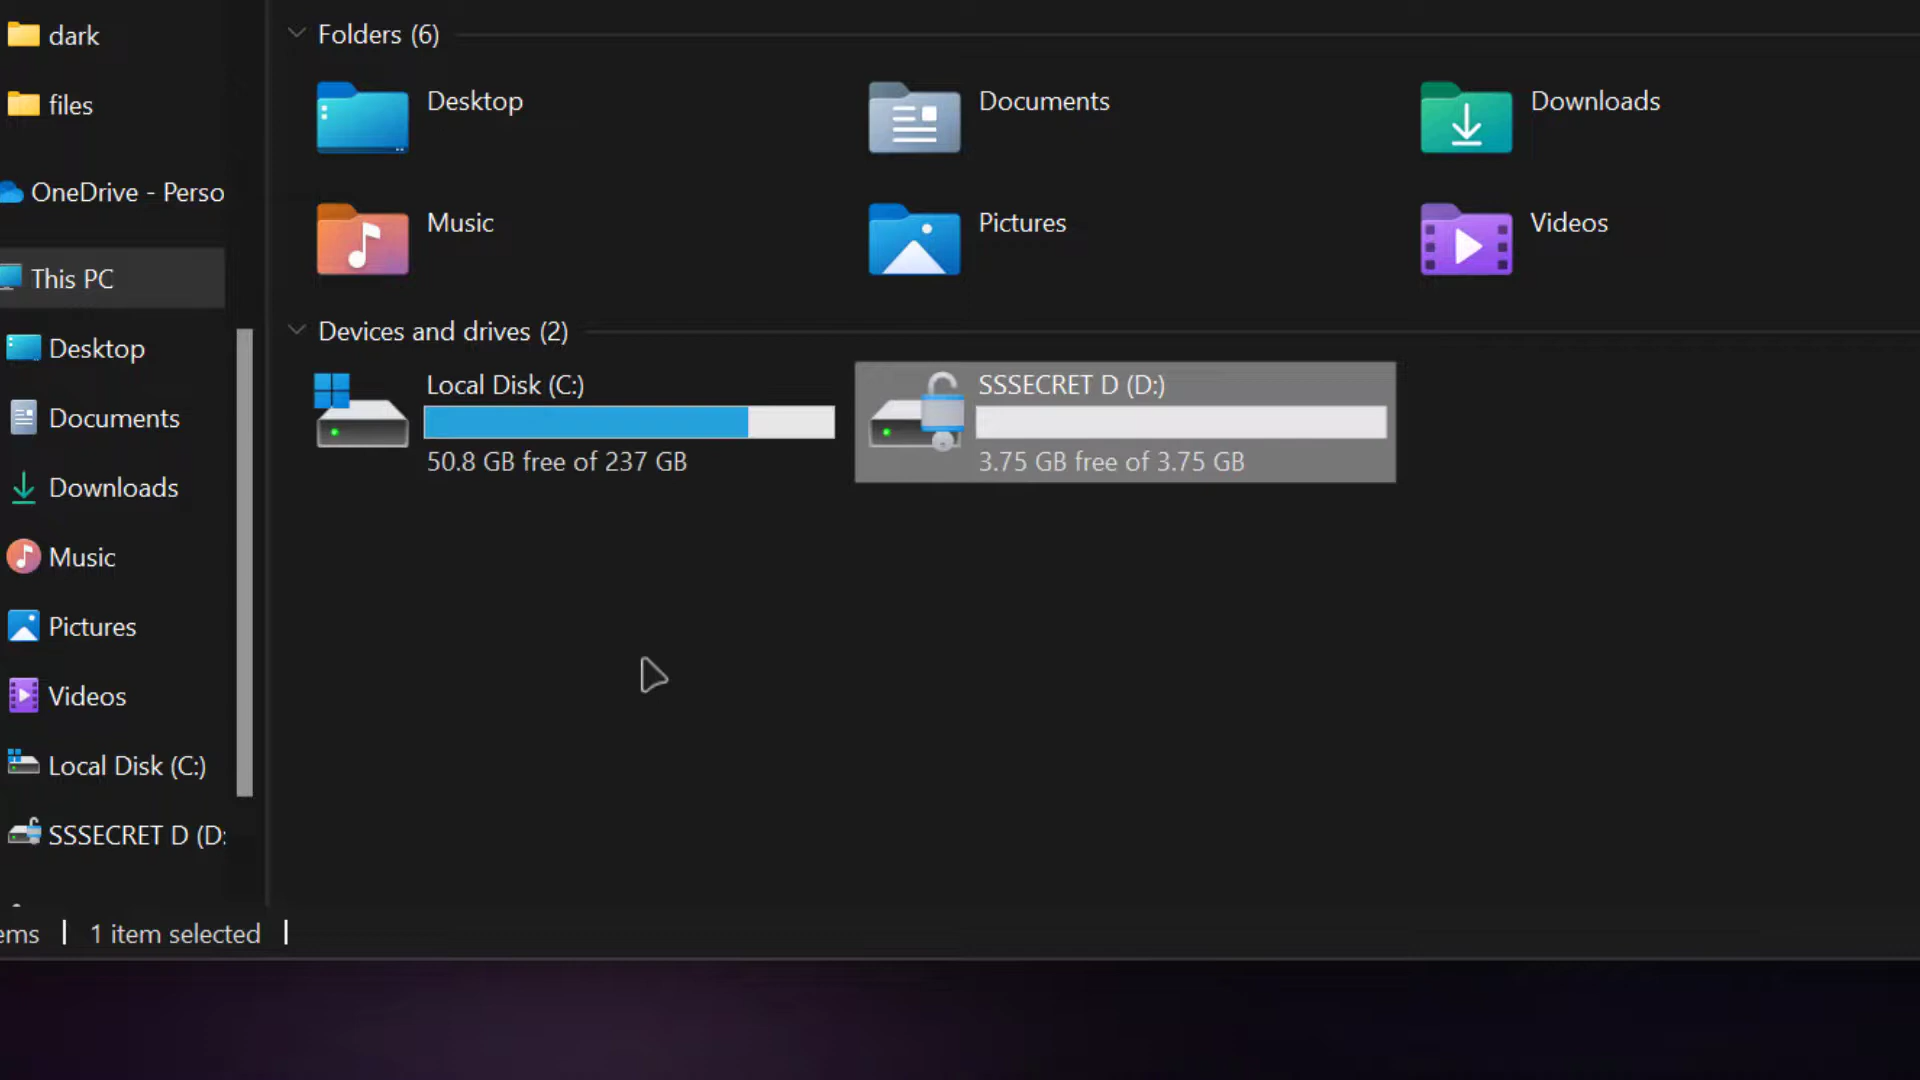 dark
files
OneDrive - Perso
This PC
Desktop
Documents
Downloads
Music
Pictures
Videos
Local Disk (C:)
SSSECRET D (D:
Folders (6)
Desktop
Documents
Downloads
Music
Pictures
Videos
Devices and drives (2)
Local Disk (C:)
50.8 GB free of 237 GB
SSSECRET D (D:)
3.75 GB free of 3.75 GB
ems
1 item selected